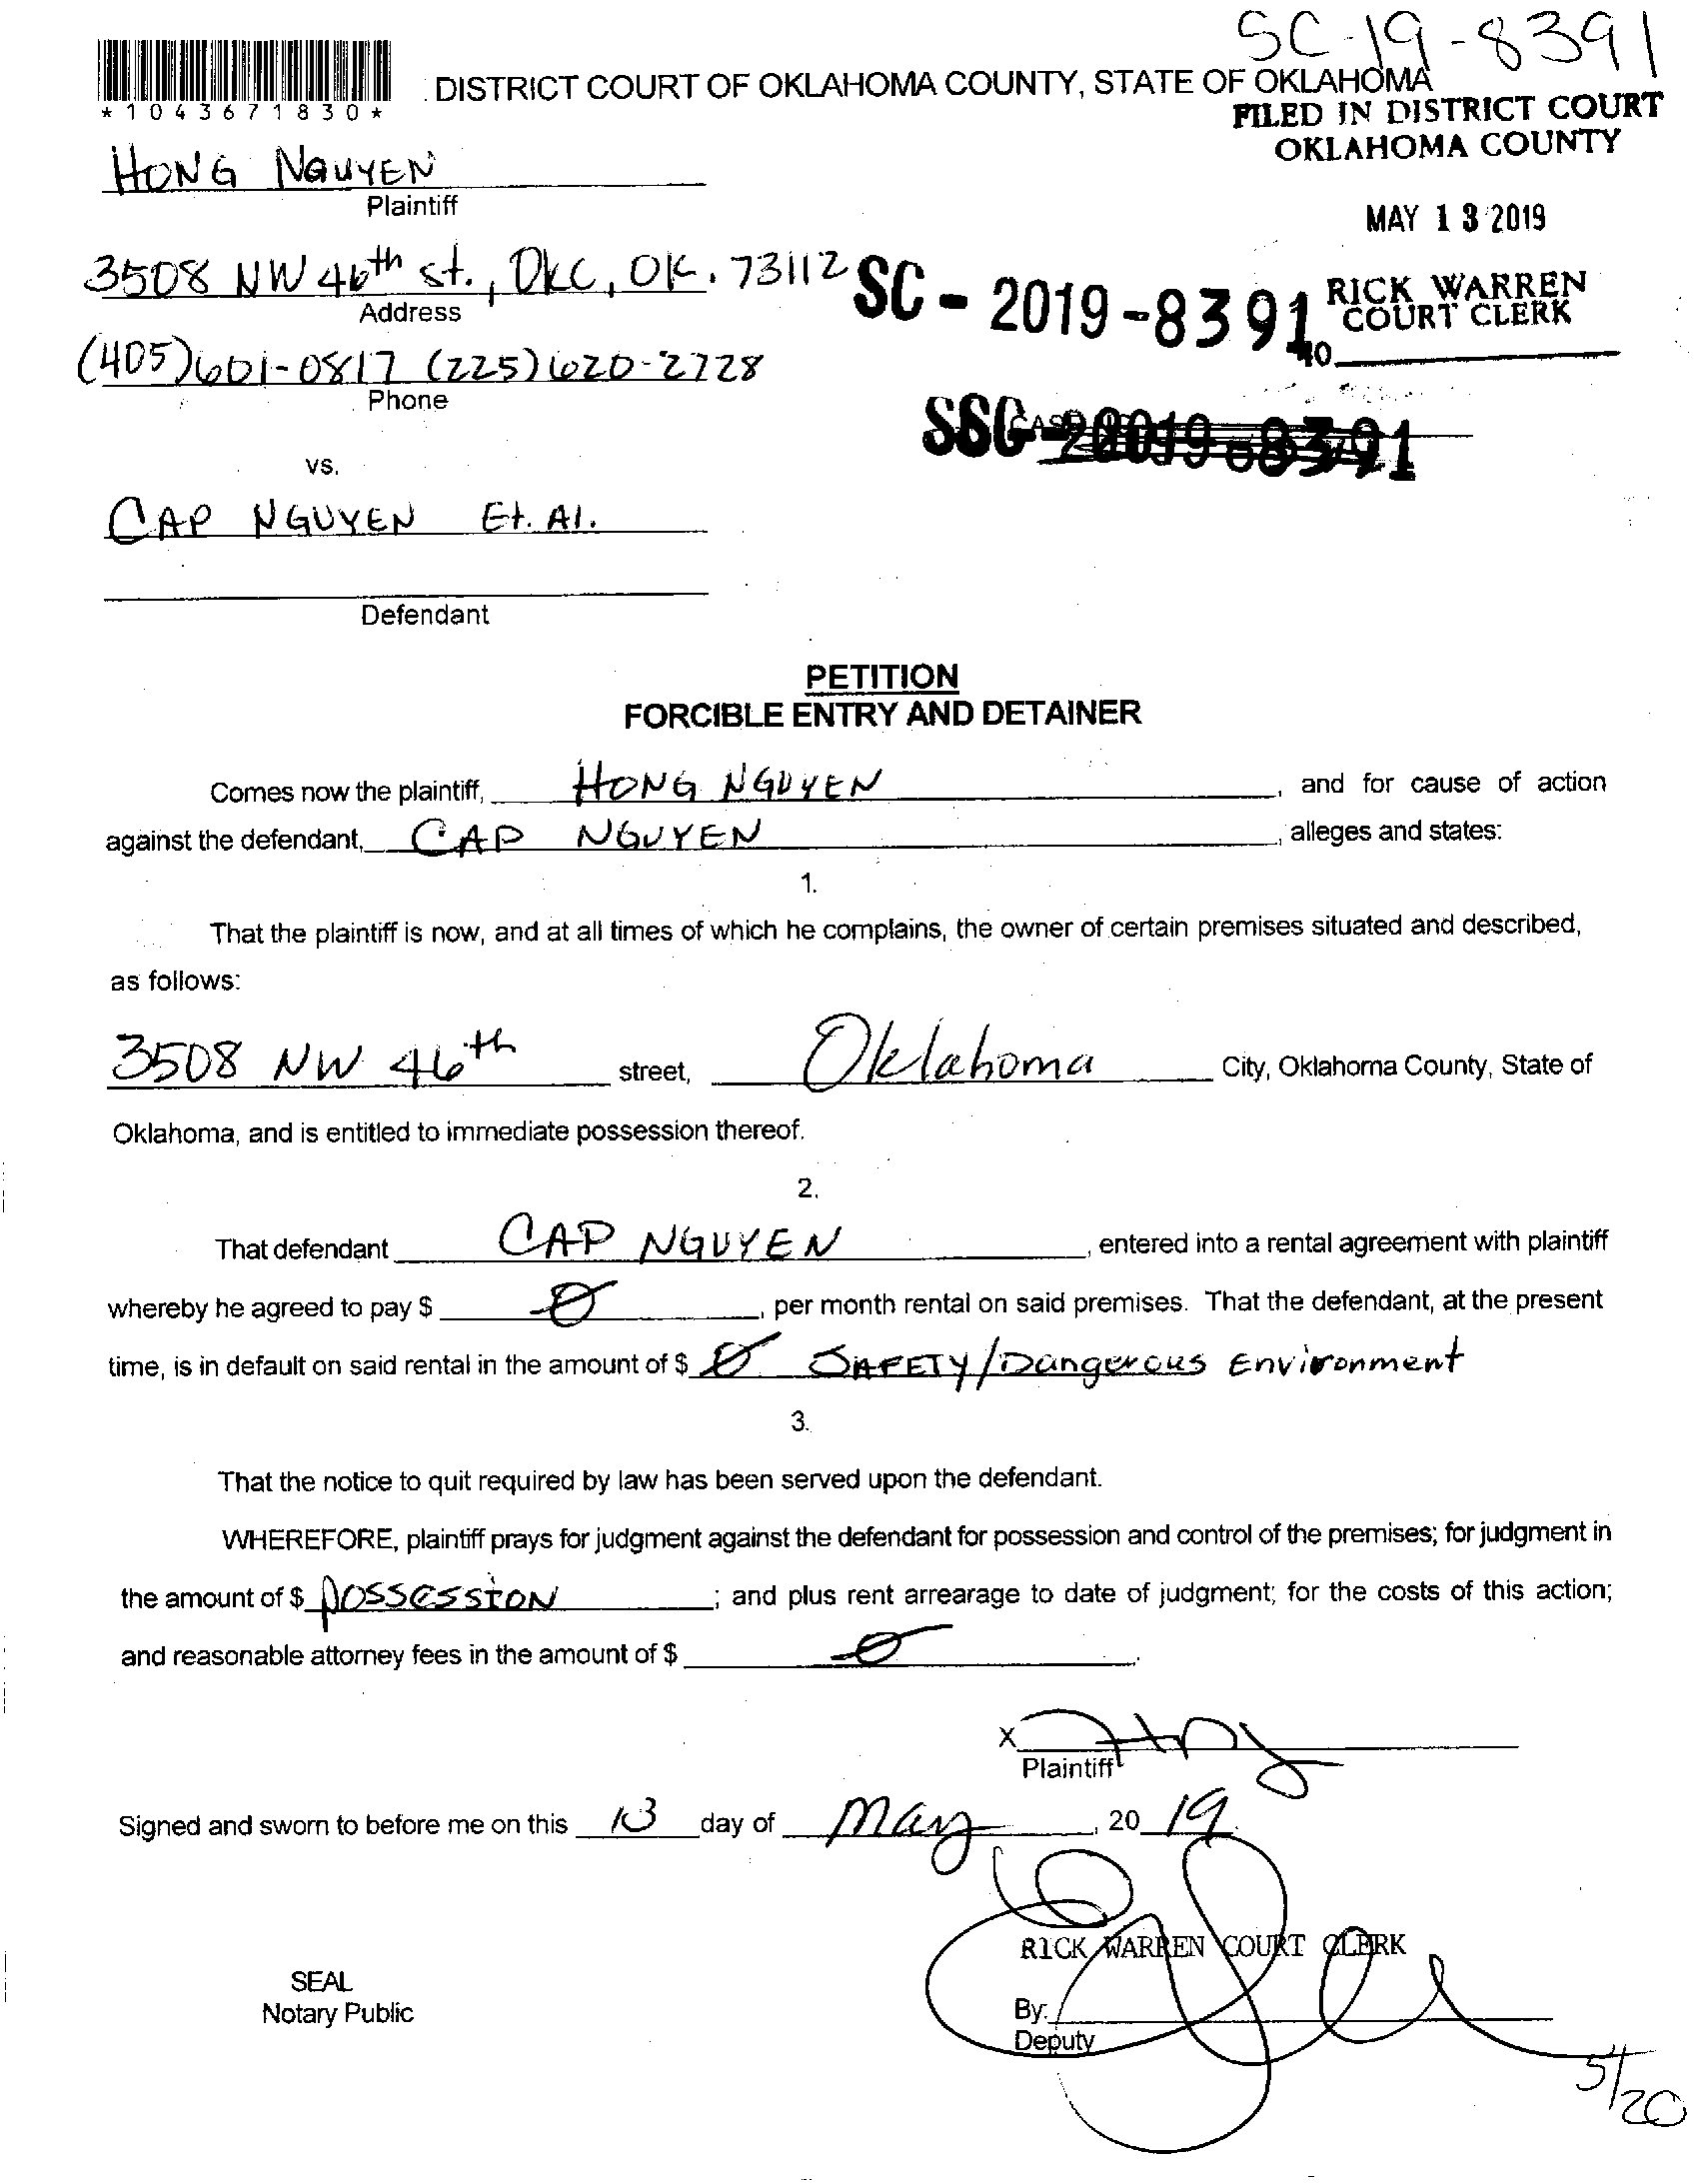 SC-19-8391
*1043671830*
DISTRICT COURT OF OKLAHOMA COUNTY, STATE OF OKLAHOMA
FILED IN DISTRICT COURT
OKLAHOMA COUNTY
HONG NGUYEN
Plaintiff
MAY 13 2019
3508 NW 46th st., OKC, OK. 73112
Address
SC - 2019 - 8391
RICK WARREN
COURT CLERK
40
(405)601-0817 (225)620-2728
Phone
vs.
CAP NGUYEN Et. Al.
Defendant
PETITION
FORCIBLE ENTRY AND DETAINER
Comes now the plaintiff, HONG NGUYEN, and for cause of action
against the defendant, CAP NGUYEN, alleges and states:
1.
That the plaintiff is now, and at all times of which he complains, the owner of certain premises situated and described,
as follows:
3508 NW 46th street, Oklahoma City, Oklahoma County, State of
Oklahoma, and is entitled to immediate possession thereof.
2.
That defendant CAP NGUYEN, entered into a rental agreement with plaintiff
whereby he agreed to pay $ 0, per month rental on said premises. That the defendant, at the present
time, is in default on said rental in the amount of $ 0 SAFETY/Dangerous Environment
3.
That the notice to quit required by law has been served upon the defendant.
WHEREFORE, plaintiff prays for judgment against the defendant for possession and control of the premises; for judgment in
the amount of $ POSSESSION; and plus rent arrearage to date of judgment; for the costs of this action;
and reasonable attorney fees in the amount of $ 0.
X
Plaintiff
Signed and sworn to before me on this 13 day of May, 2019
RICK WARREN COURT CLERK
SEAL
Notary Public
By:
Deputy
5/20